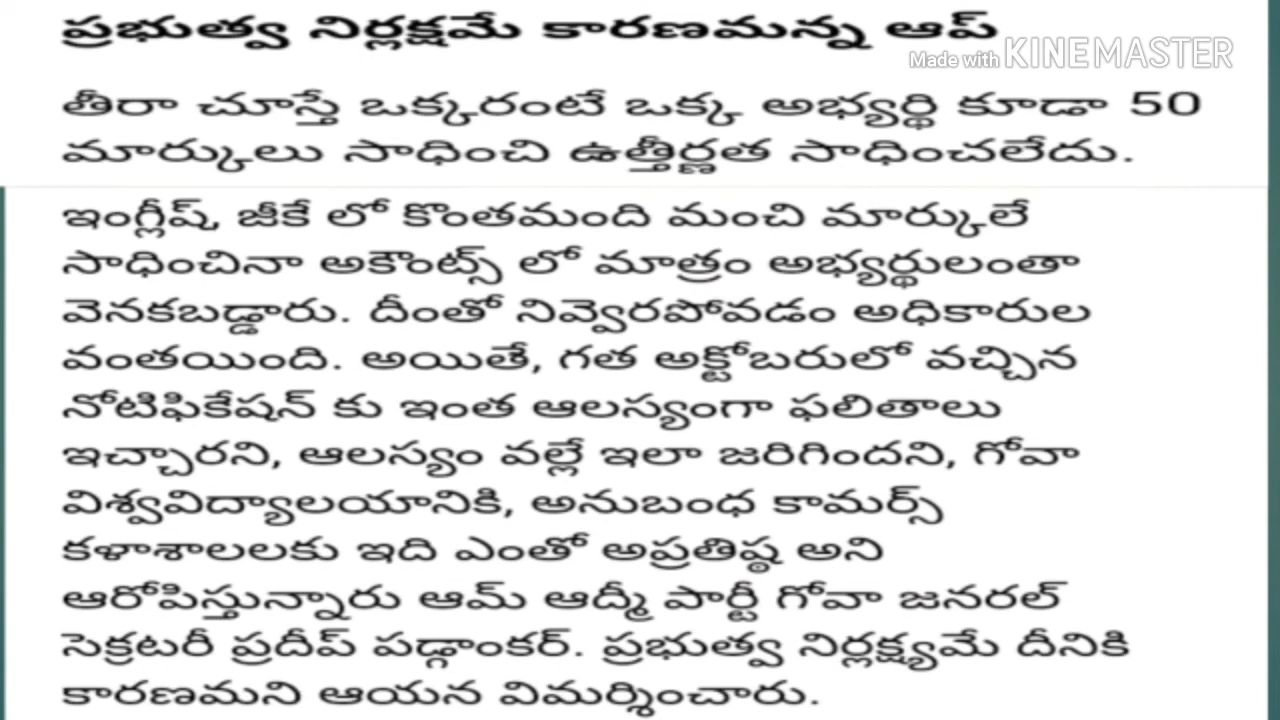 ప్రభుత్వ నిర్లక్షమే కారణమన్న ఆప్
Made with KINEMASTER
తీరా చూస్తే ఒక్కరంటే ఒక్క అభ్యర్థి కూడా 50
మార్కులు సాధించి ఉత్తీర్ణత సాధించలేదు.
ఇంగ్లీష్, జీకే లో కొంతమంది మంచి మార్కులే
సాధించినా అకౌంట్స్ లో మాత్రం అభ్యర్థులంతా
వెనకబడ్డారు. దీంతో నివ్వెరపోవడం అధికారుల
వంతయింది. అయితే, గత అక్టోబరులో వచ్చిన
నోటిఫికేషన్ కు ఇంత ఆలస్యంగా ఫలితాలు
ఇచ్చారని, ఆలస్యం వల్లే ఇలా జరిగిందని, గోవా
విశ్వవిద్యాలయానికి, అనుబంధ కామర్స్
కళాశాలలకు ఇది ఎంతో అప్రతిష్ఠ అని
ఆరోపిస్తున్నారు ఆమ్ ఆద్మీ పార్టీ గోవా జనరల్
సెక్రటరీ ప్రదీప్ పడ్గాంకర్. ప్రభుత్వ నిర్లక్ష్యమే దీనికి
కారణమని ఆయన విమర్శించారు.